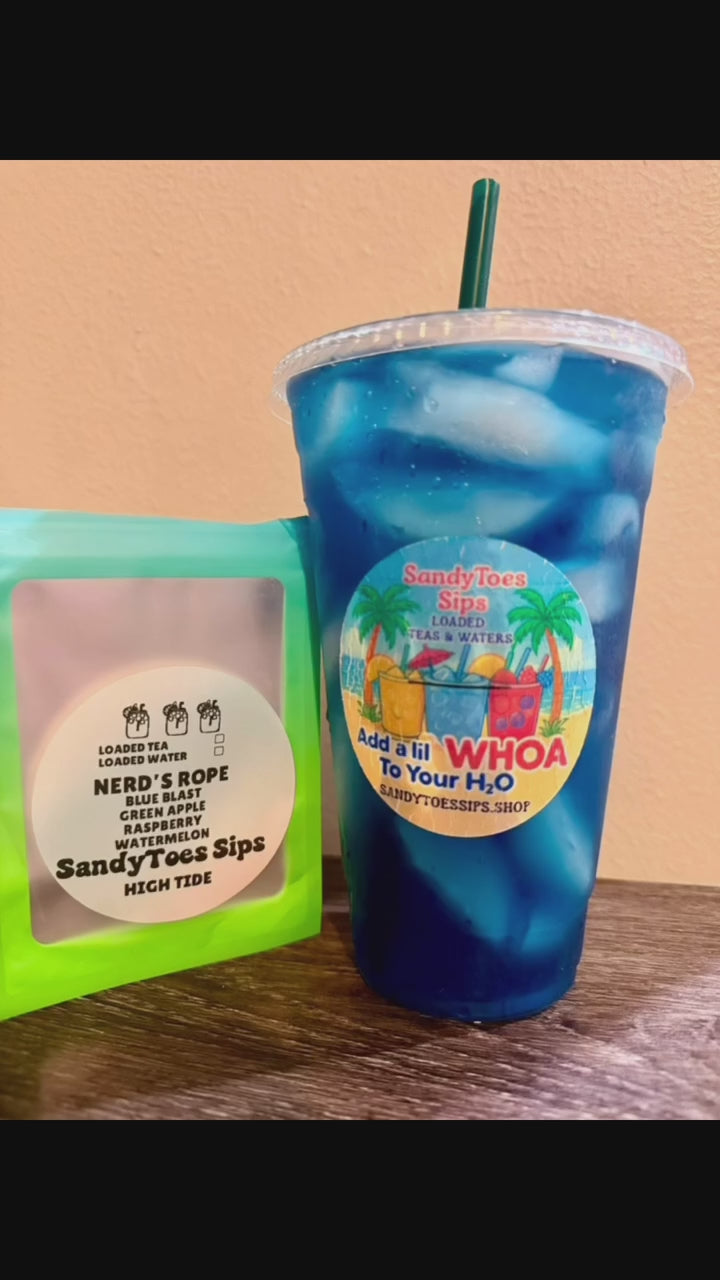 LOADED TEA
LOADED WATER
NERD'S ROPE
BLUE BLAST
GREEN APPLE
RASPBERRY
WATERMELON
SandyToes Sips
HIGH TIDE
SandyToes
Sips
LOADED
TEAS & WATERS
Add a lil WHOA
To Your H₂O
SANDYTOESSIPS.SHOP